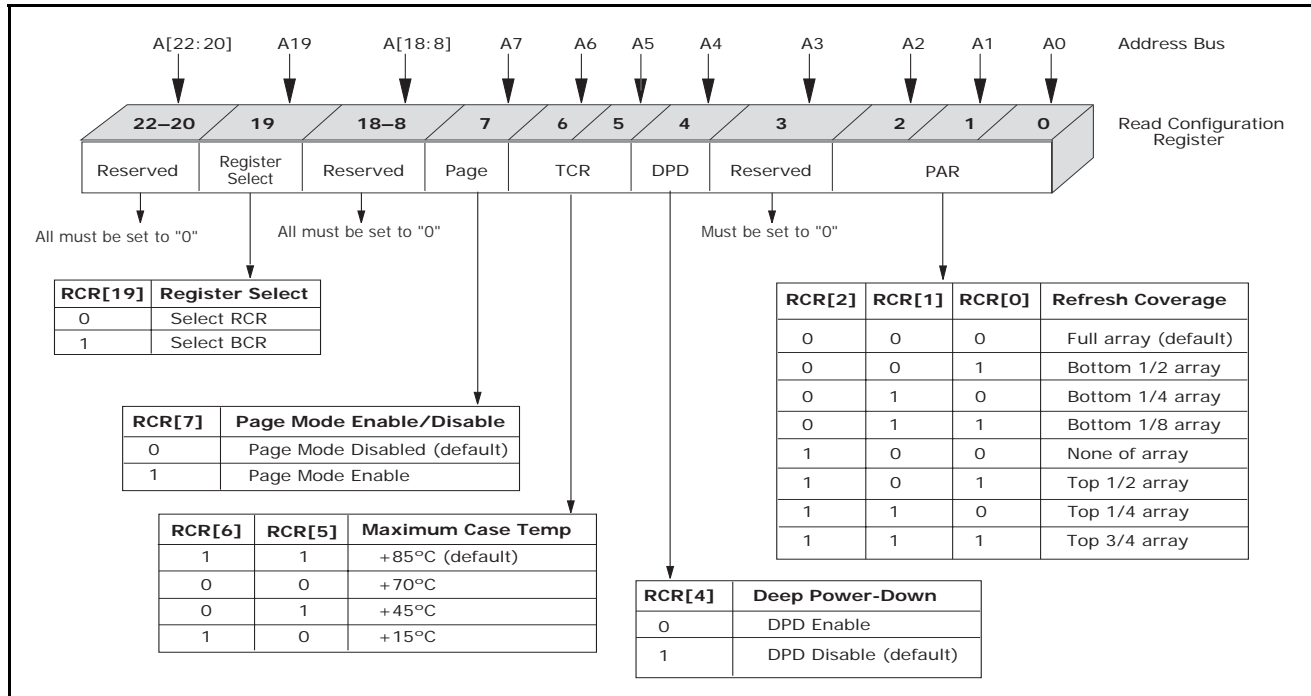 A[22:20] A19 A[18:8] A7 A6 A5 A4 A3 A2 A1 A0 Address Bus
22–20 19 18–8 7 6 5 4 3 2 1 0 Read Configuration
Register
Reserved Register Select Reserved Page TCR DPD Reserved PAR
All must be set to "0" All must be set to "0" Must be set to "0"
RCR[19] Register Select
0 Select RCR
1 Select BCR
RCR[2] RCR[1] RCR[0] Refresh Coverage
0 0 0 Full array (default)
0 0 1 Bottom 1/2 array
0 1 0 Bottom 1/4 array
0 1 1 Bottom 1/8 array
1 0 0 None of array
1 0 1 Top 1/2 array
1 1 0 Top 1/4 array
1 1 1 Top 3/4 array
RCR[7] Page Mode Enable/Disable
0 Page Mode Disabled (default)
1 Page Mode Enable
RCR[6] RCR[5] Maximum Case Temp
1 1 +85ºC (default)
0 0 +70ºC
0 1 +45ºC
1 0 +15ºC
RCR[4] Deep Power-Down
0 DPD Enable
1 DPD Disable (default)